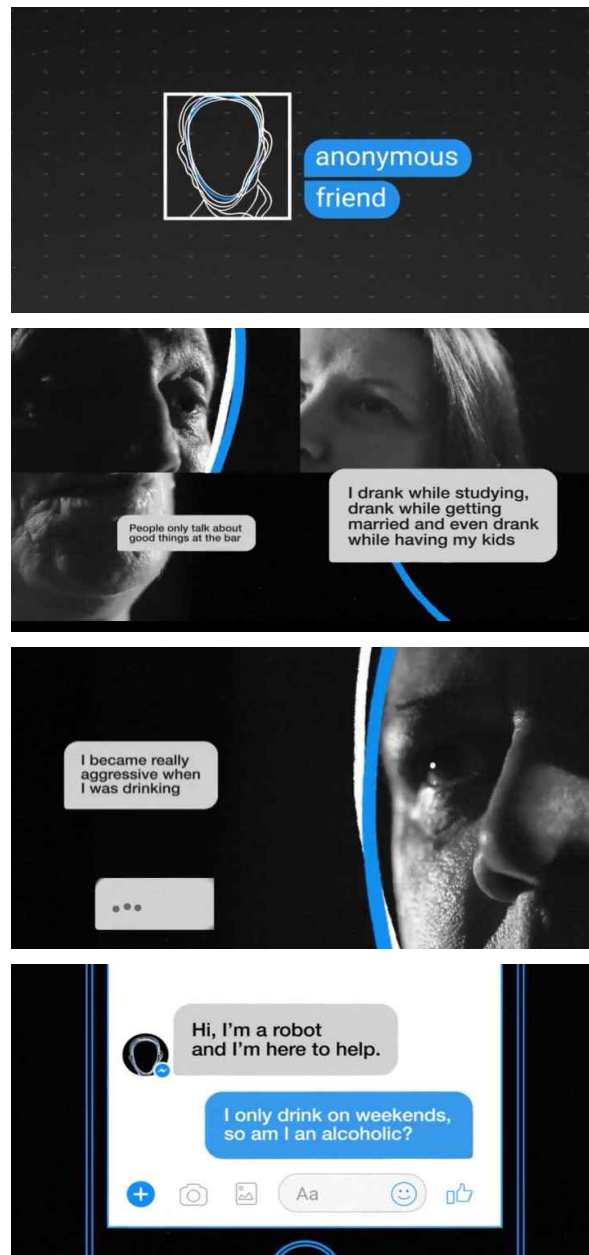 anonymous
friend
People only talk about
good things at the bar
I drank while studying,
drank while getting
married and even drank
while having my kids
I became really
aggressive when
I was drinking
Hi, I'm a robot
and I'm here to help.
I only drink on weekends,
so am I an alcoholic?
Aa